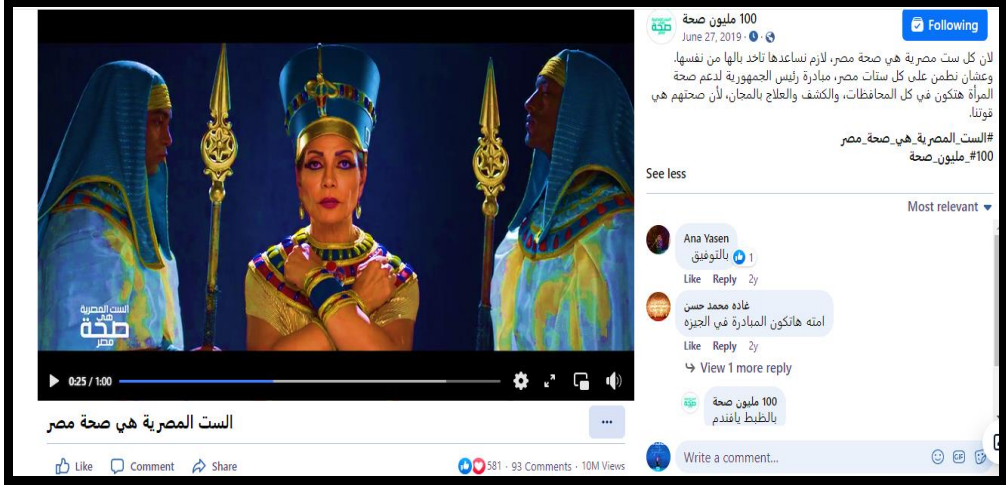 الست المصرية
هي
صحة
مصر
0:25 / 1:00
الست المصرية هي صحة مصر
...
Like Comment Share
581 · 93 Comments · 10M Views
صحة
100 مليون صحة
June 27, 2019
Following
لان كل ست مصرية هي صحة مصر، لازم نساعدها تاخد بالها من نفسها.
وعشان نطمن على كل ستات مصر، مبادرة رئيس الجمهورية لدعم صحة
المرأة هتكون في كل المحافظات، والكشف والعلاج بالمجان، لأن صحتهم هي
قوتنا.
#الست_المصرية_هي_صحة_مصر
#100_مليون_صحة
See less
Most relevant
Ana Yasen
بالتوفيق
1
Like Reply 2y
غاده محمد حسن
امته هاتكون المبادرة في الجيزه
Like Reply 2y
View 1 more reply
100 مليون صحة
بالظبط يافندم
Write a comment...
GIF